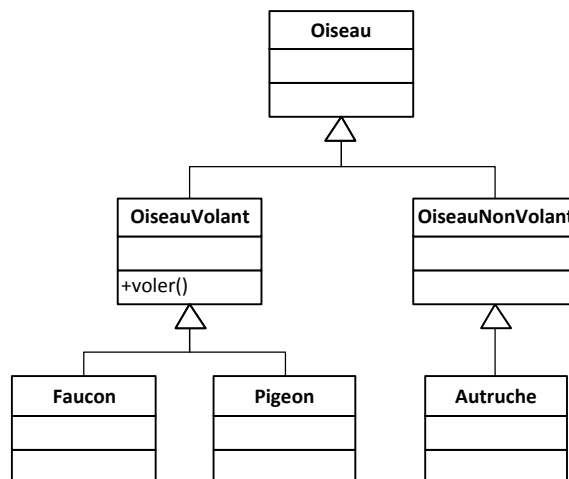 Oiseau
OiseauVolant
OiseauNonVolant
+voler()
Faucon
Pigeon
Autruche